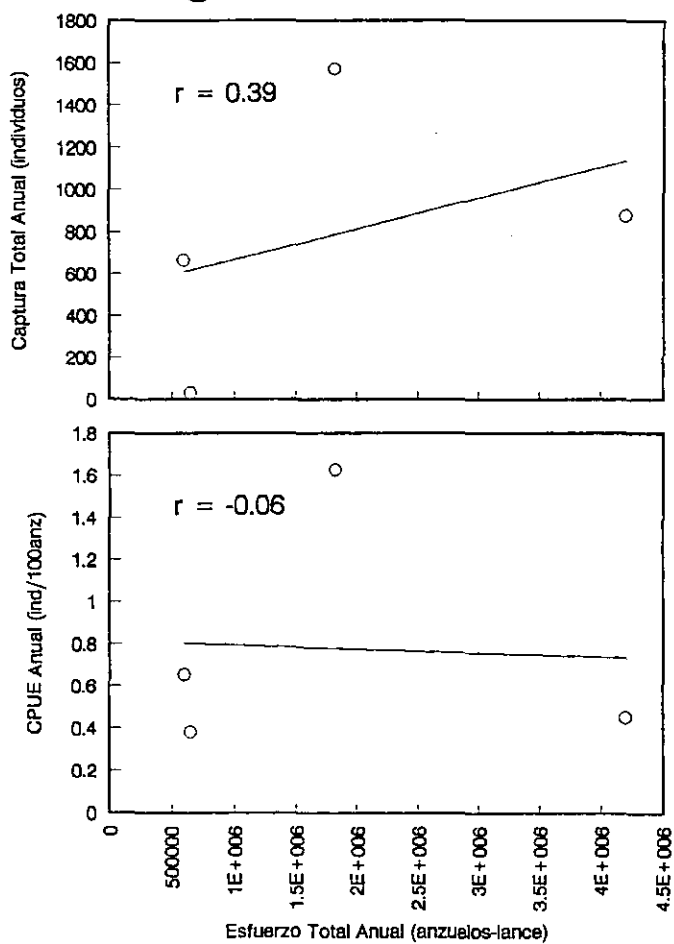 g
Captura Total Anual (individuos)
1800
1600
1400
1200
1000
800
600
400
200
0
r = 0.39
CPUE Anual (ind/100anz)
1.8
1.6
1.4
1.2
1
0.8
0.6
0.4
0.2
0
r = -0.06
0
500000
1E+006
1.5E+006
2E+006
2.5E+006
3E+006
3.5E+006
4E+006
4.5E+006
Esfuerzo Total Anual (anzuelos-lance)